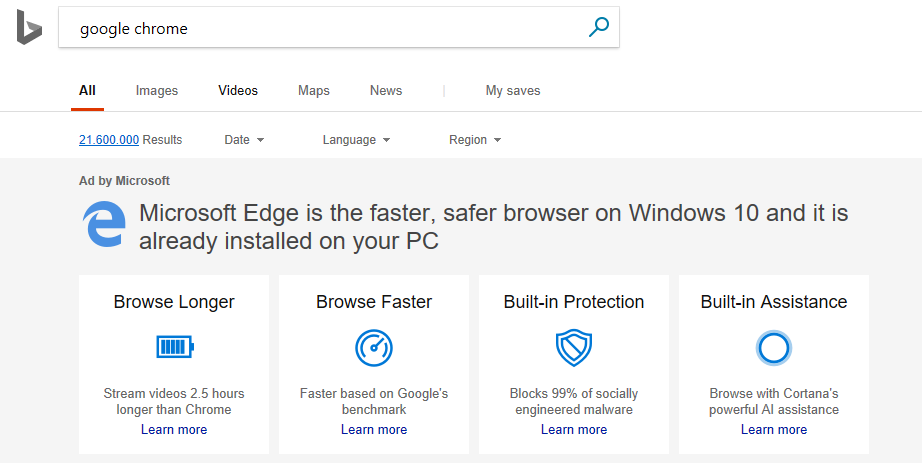 google chrome
All Images Videos Maps News | My saves
21.600.000 Results Date Language Region
Ad by Microsoft
Microsoft Edge is the faster, safer browser on Windows 10 and it is
already installed on your PC
Browse Longer
Stream videos 2.5 hours
longer than Chrome
Learn more
Browse Faster
Faster based on Google's
benchmark
Learn more
Built-in Protection
Blocks 99% of socially
engineered malware
Learn more
Built-in Assistance
Browse with Cortana's
powerful AI assistance
Learn more